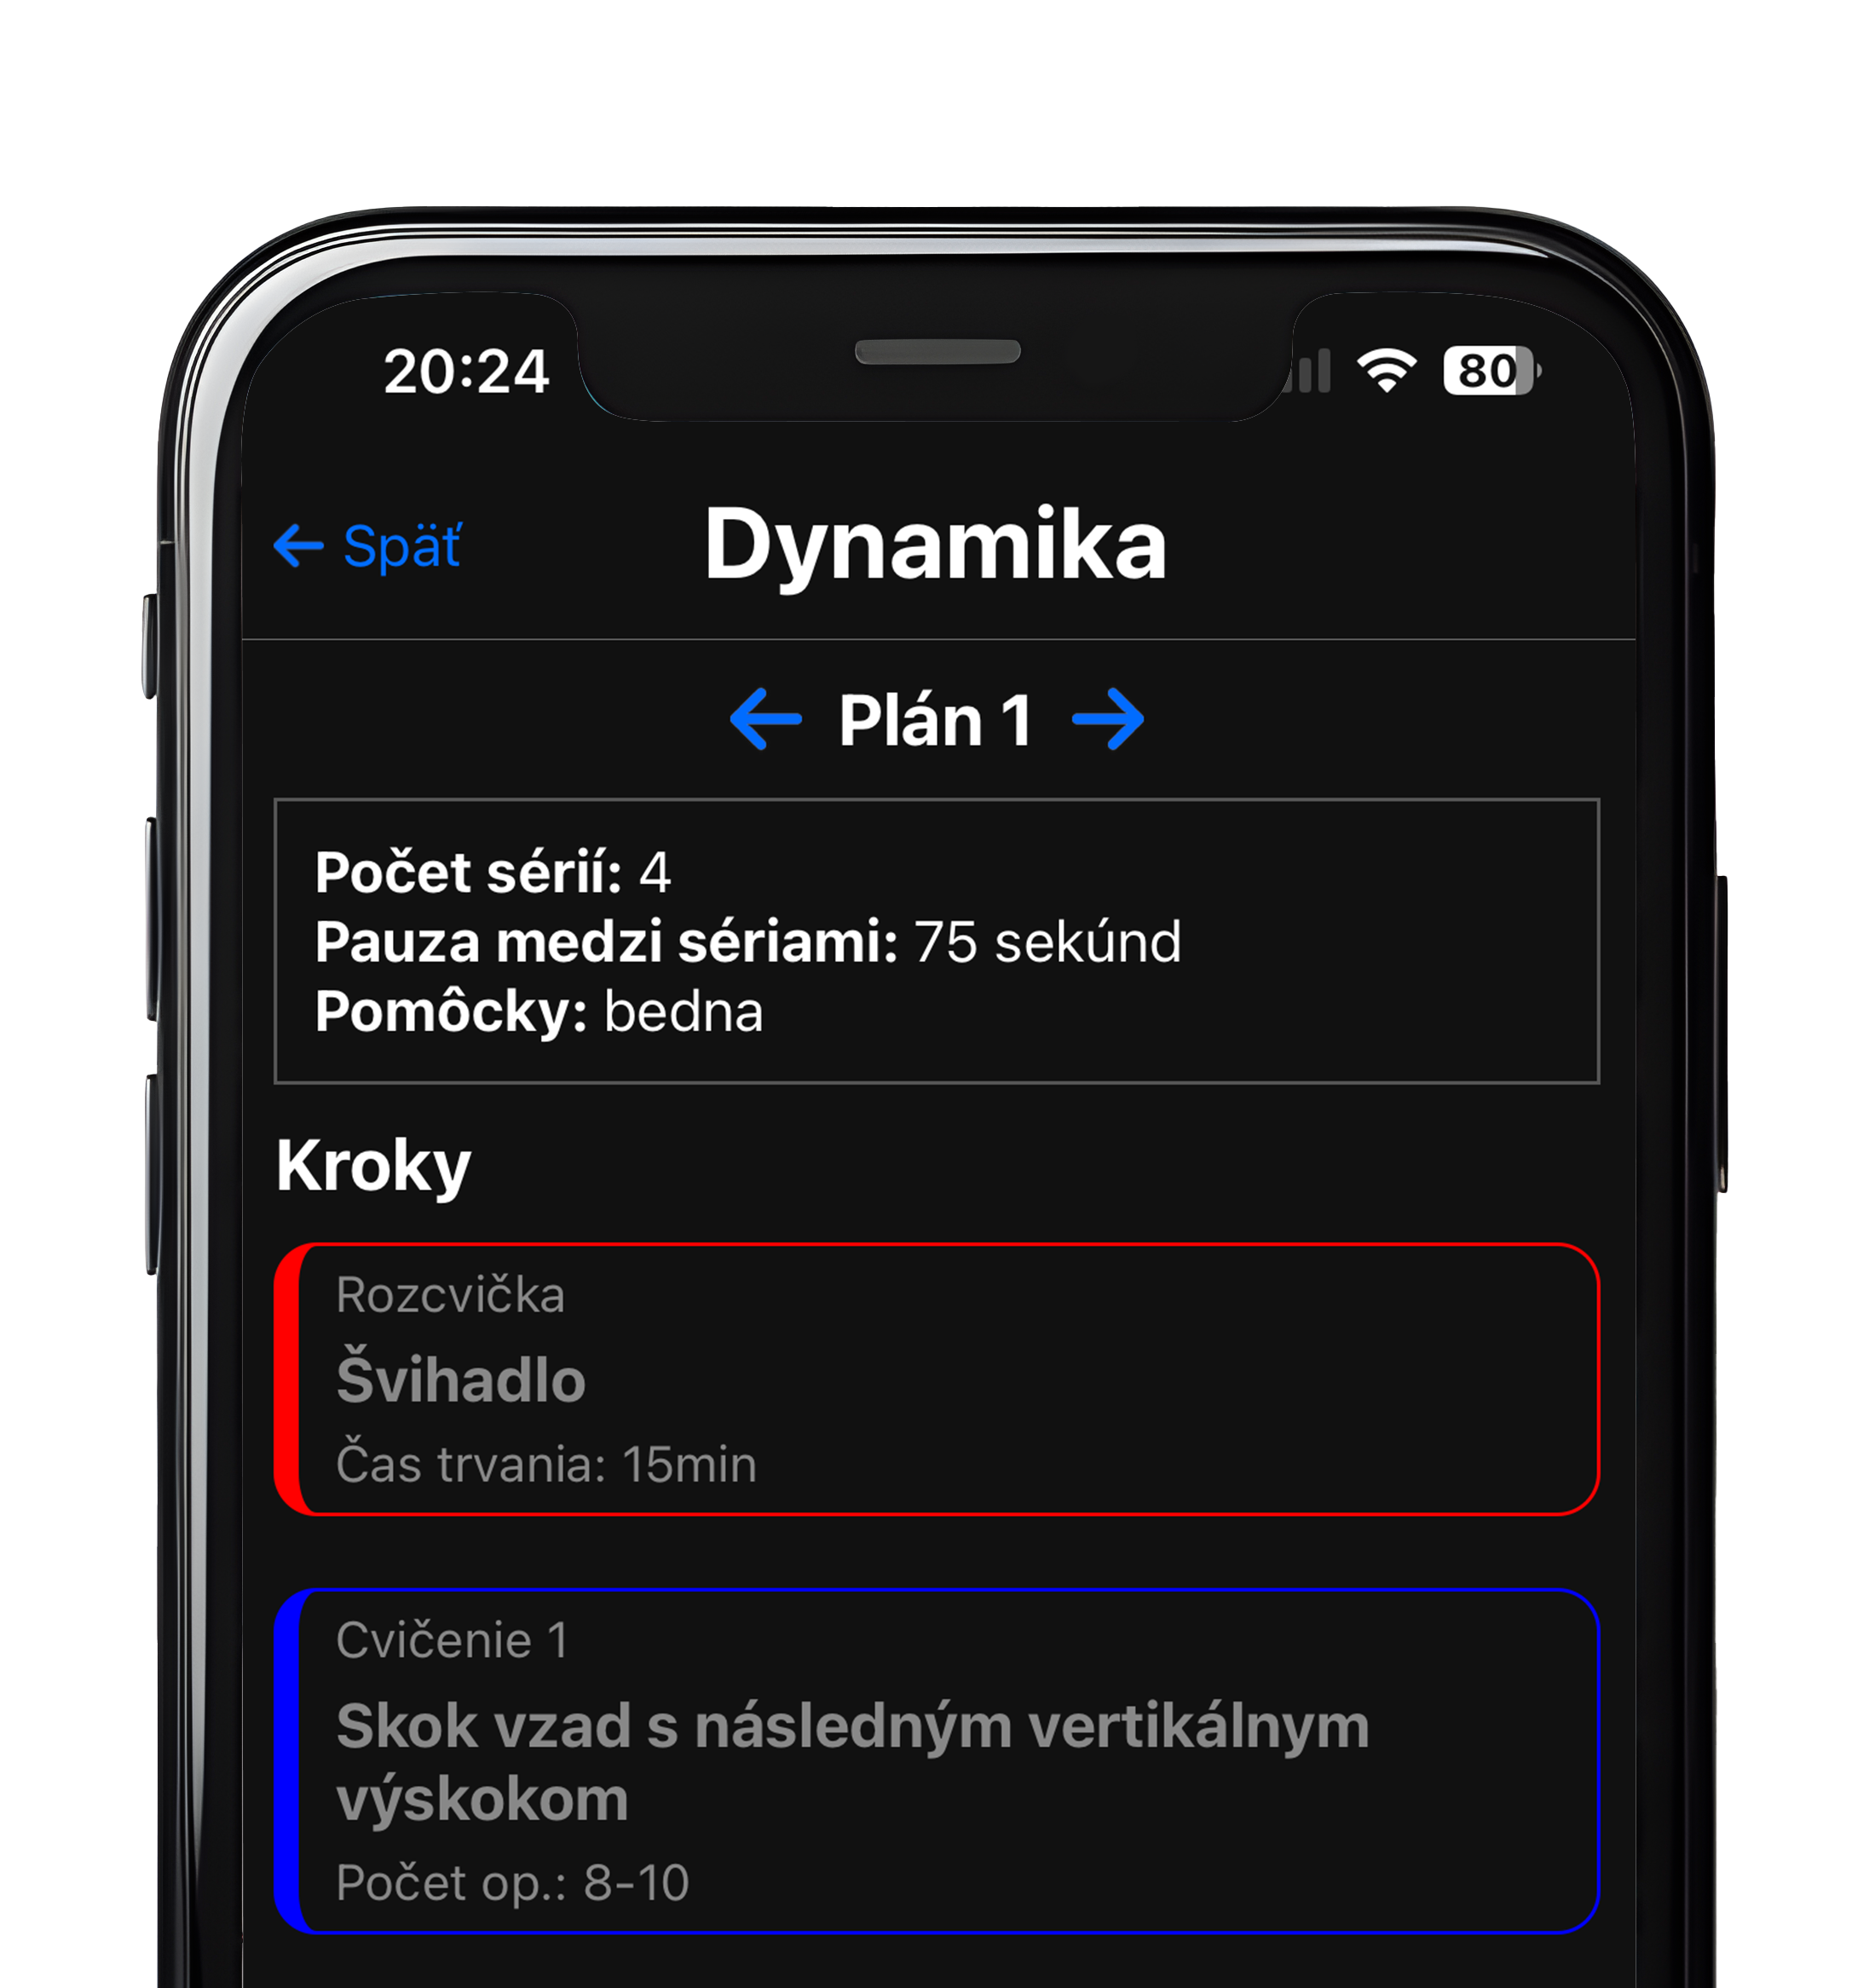 20:24
80
Späť
Dynamika
Plán 1
Počet sérií: 4
Pauza medzi sériami: 75 sekúnd
Pomôcky: bedna
Kroky
Rozcvička
Švihadlo
Čas trvania: 15min
Cvičenie 1
Skok vzad s následným vertikálnym
výskokom
Počet op.: 8-10